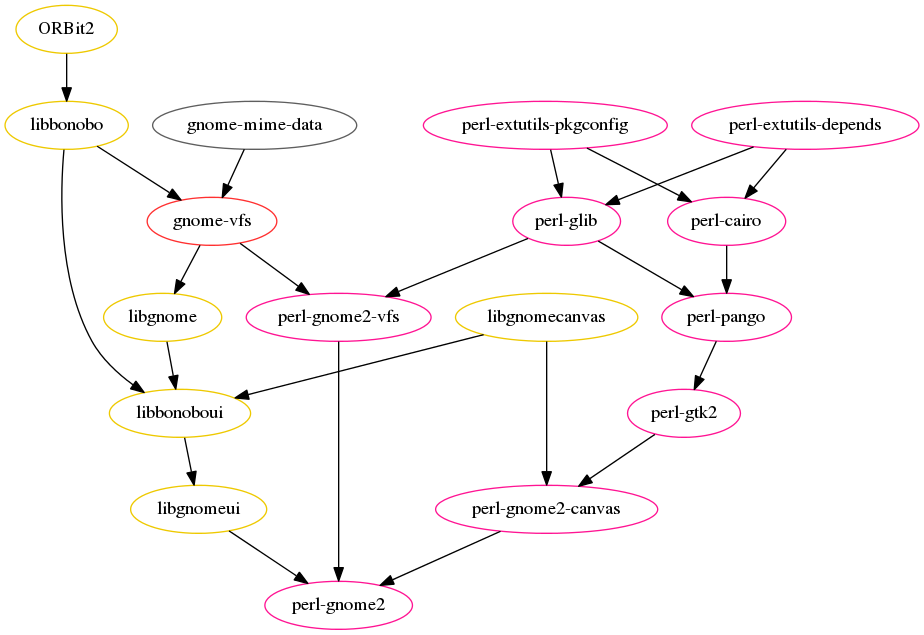 ORBit2
libbonobo
gnome-mime-data
perl-extutils-pkgconfig
perl-extutils-depends
gnome-vfs
perl-glib
perl-cairo
libgnome
perl-gnome2-vfs
libgnomecanvas
perl-pango
libbonoboui
perl-gtk2
libgnomeui
perl-gnome2-canvas
perl-gnome2